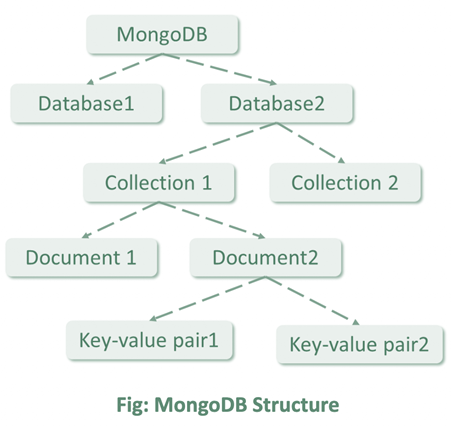 MongoDB
Database1
Database2
Collection 1
Collection 2
Document 1
Document2
Key-value pair1
Key-value pair2
Fig: MongoDB Structure